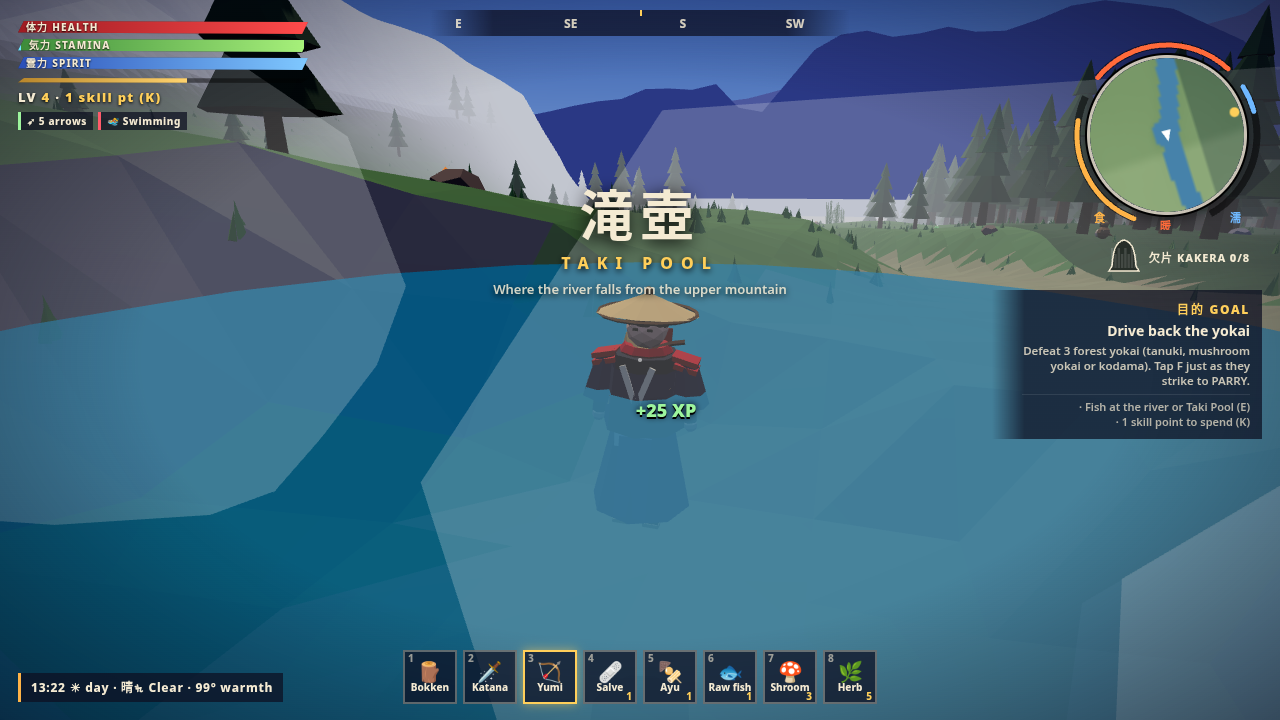 体力 HEALTH
気力 STAMINA
霊力 SPIRIT
LV 4 · 1 skill pt (K)
5 arrows
Swimming
E SE S SW
食 暖 濡
欠片 KAKERA 0/8
滝壺
TAKI POOL
Where the river falls from the upper mountain
+25 XP
目的 GOAL
Drive back the yokai
Defeat 3 forest yokai (tanuki, mushroom
yokai or kodama). Tap F just as they
strike to PARRY.
· Fish at the river or Taki Pool (E)
· 1 skill point to spend (K)
13:22 ☀ day · 晴れ Clear · 99° warmth
1 Bokken
2 Katana
3 Yumi
4 Salve 1
5 Ayu 1
6 Raw fish 1
7 Shroom 3
8 Herb 5